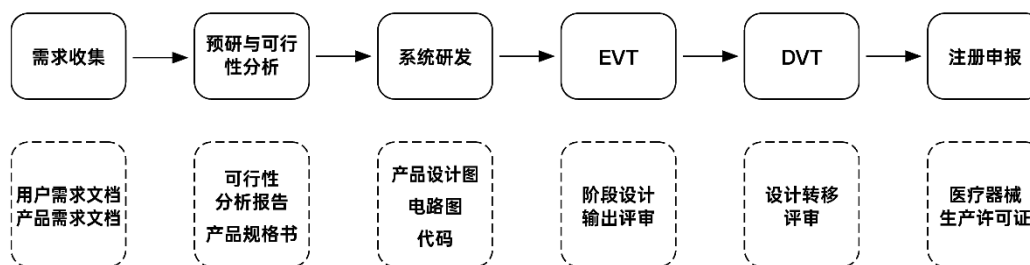 需求收集
预研与可行
性分析
系统研发
EVT
DVT
注册申报
用户需求文档
产品需求文档
可行性
分析报告
产品规格书
产品设计图
电路图
代码
阶段设计
输出评审
设计转移
评审
医疗器械
生产许可证